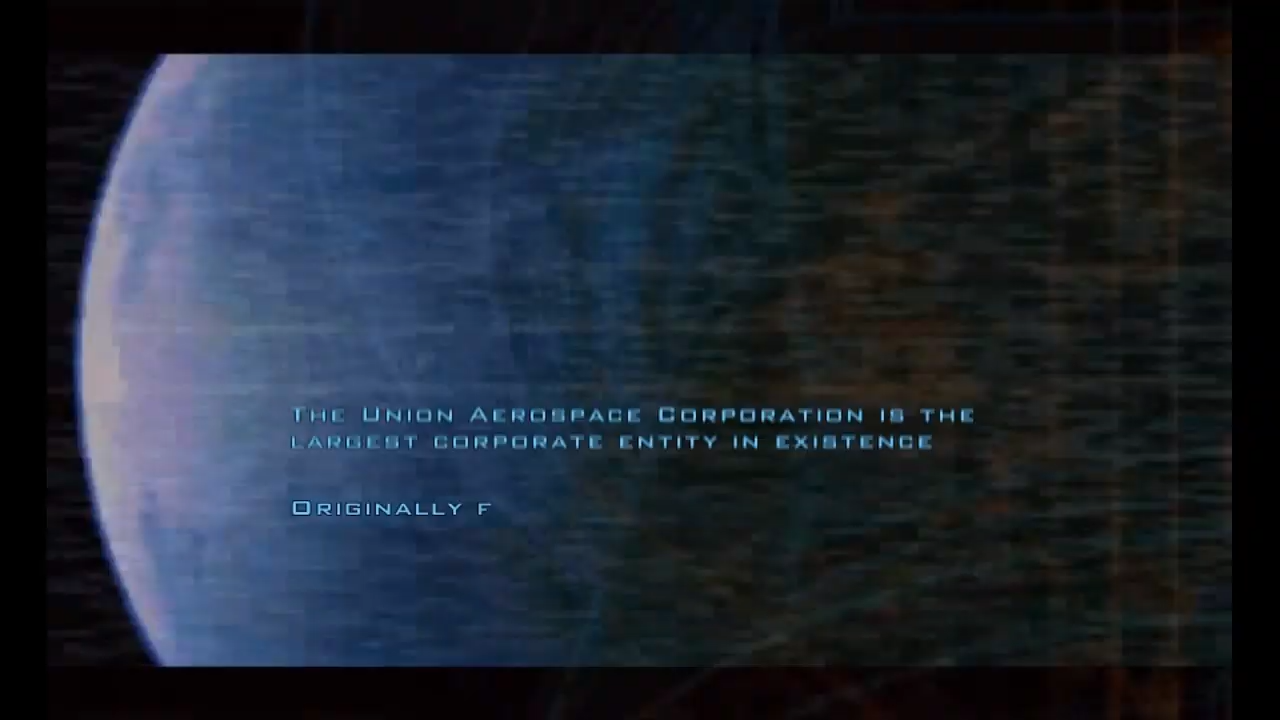 The Union Aerospace Corporation is the
largest corporate entity in existence
Originally f